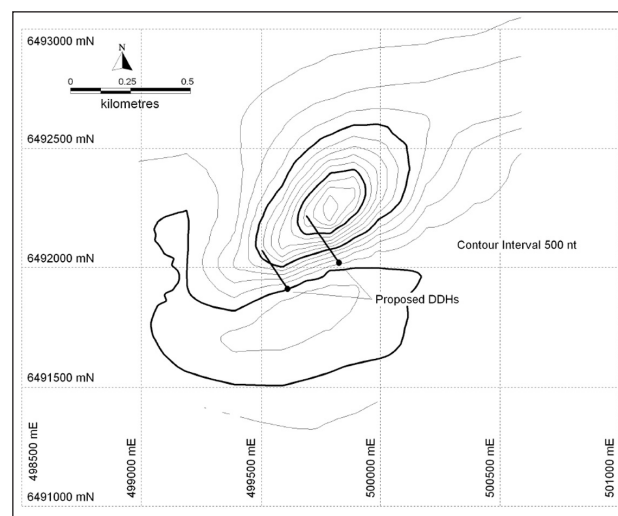 6493000 mN
N
0 0.25 0.5
kilometres
6492500 mN
Contour Interval 500 nt
6492000 mN
Proposed DDHs
6491500 mN
6491000 mN
498500 mE
499000 mE
499500 mE
500000 mE
500500 mE
501000 mE